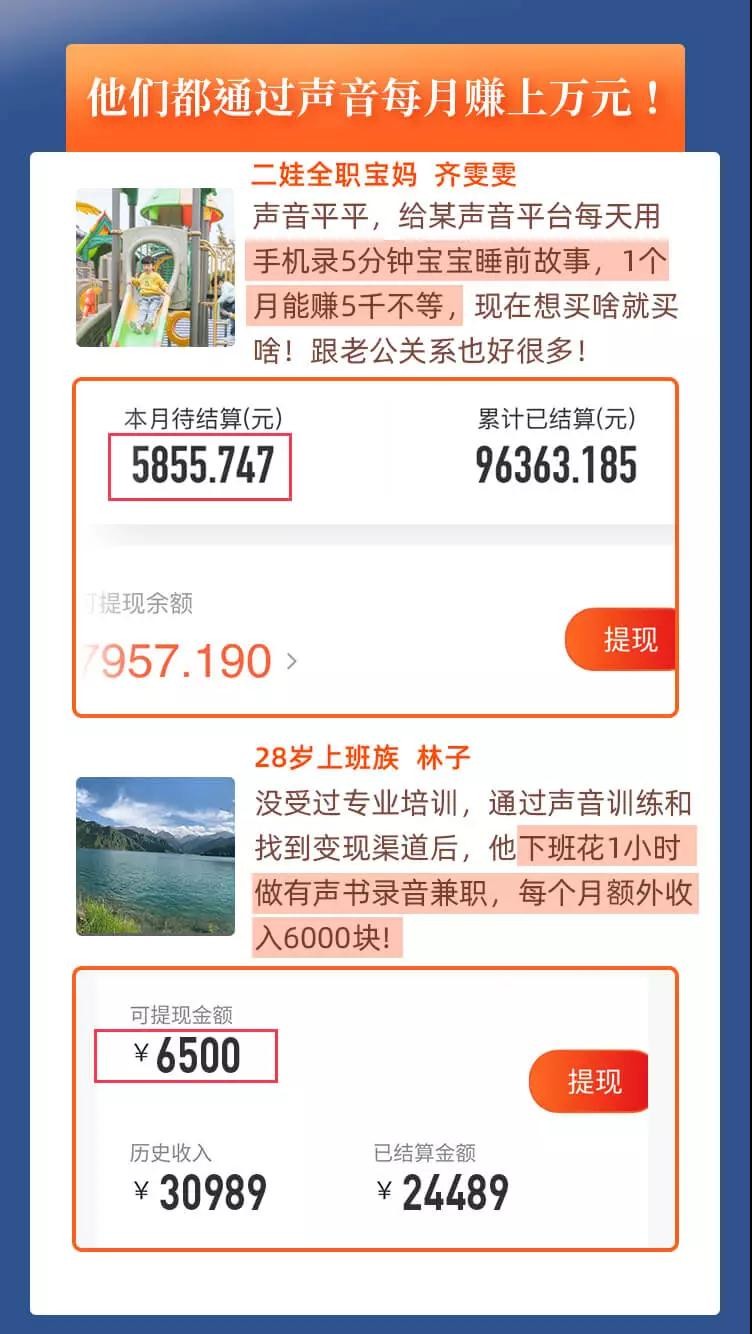 他们都通过声音每月赚上万元！
二娃全职宝妈 齐雯雯
声音平平，给某声音平台每天用
手机录5分钟宝宝睡前故事，1个
月能赚5千不等，现在想买啥就买
啥！跟老公关系也好很多！
本月待结算(元) 累计已结算(元)
5855.747 96363.185
可提现余额
7957.190 >
提现
28岁上班族 林子
没受过专业培训，通过声音训练和
找到变现渠道后，他下班花1小时
做有声书录音兼职，每个月额外收
入6000块!
可提现金额
¥6500
提现
历史收入 已结算金额
¥30989 ¥24489